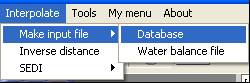 Interpolate Tools My menu About
Make input file Database
Inverse distance Water balance file
SEDI